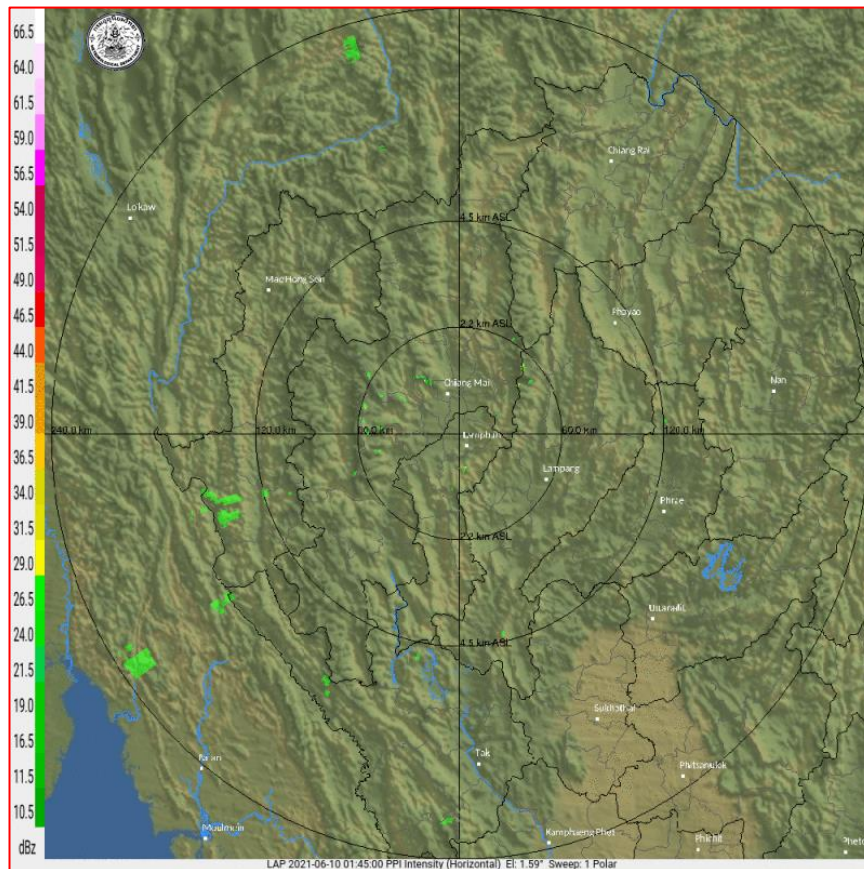 66.5
64.0
61.5
59.0
56.5
54.0
51.5
49.0
46.5
44.0
41.5
39.0
36.5
34.0
31.5
29.0
26.5
24.0
21.5
19.0
16.5
11.5
10.5
dBz
Chiang Rai
Loikaw
4.5 km ASL
Mae Hong Son
Phayao
2.2 km ASL
Chiang Mai
Nan
240.0 km
120.0 km
60.0 km
60.0 km
120.0 km
Lamphun
Lampang
Phrae
2.2 km ASL
Uttaradit
4.5 km ASL
Sukhothai
Tak
Pa'an
Phitsanulok
Moulmein
Kamphaeng Phet
Phichit
Phetc
LAP 2021-06-10 01:45:00 PPI Intensity (Horizontal) El: 1.59° Sweep: 1 Polar